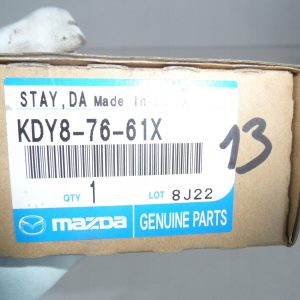 STAY, DA Made in
KDY8-76-61X
13
QTY 1 LOT 8J22
mazda GENUINE PARTS